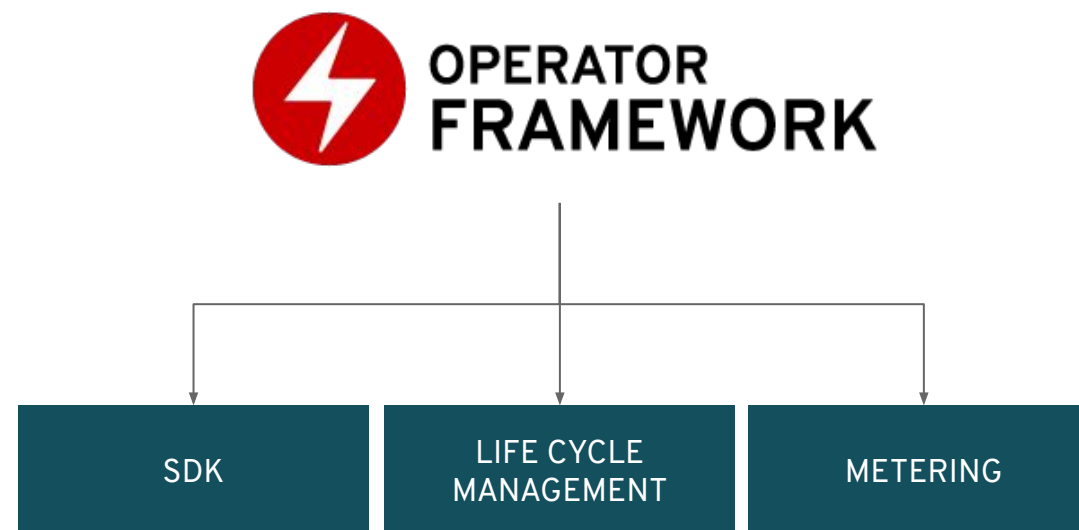 OPERATOR
FRAMEWORK
SDK
LIFE CYCLE
MANAGEMENT
METERING